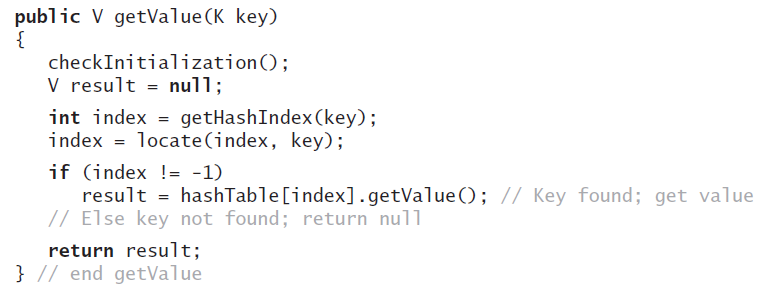 public V getValue(K key)
{
checkInitialization();
V result = null;
int index = getHashIndex(key);
index = locate(index, key);
if (index != -1)
result = hashTable[index].getValue(); // Key found; get value
// Else key not found; return null
return result;
} // end getValue